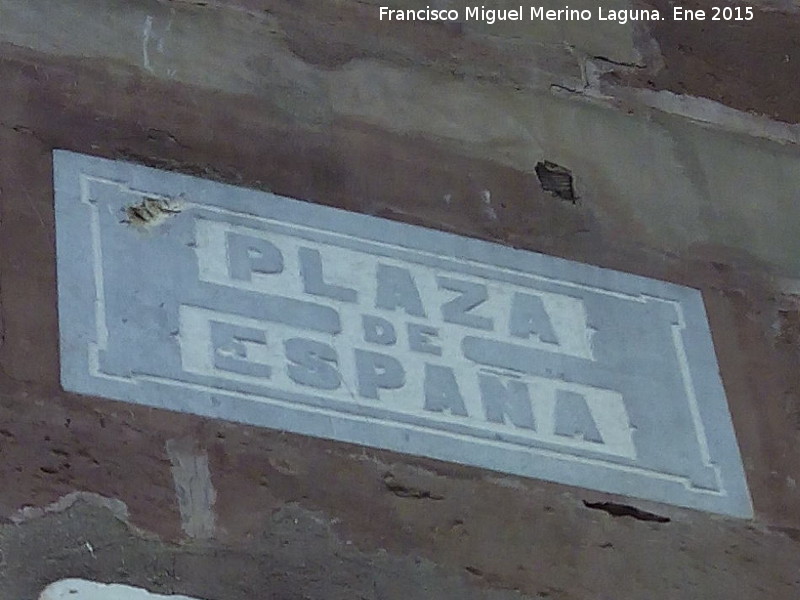 Francisco Miguel Merino Laguna. Ene 2015
PLAZA
DE
ESPAÑA